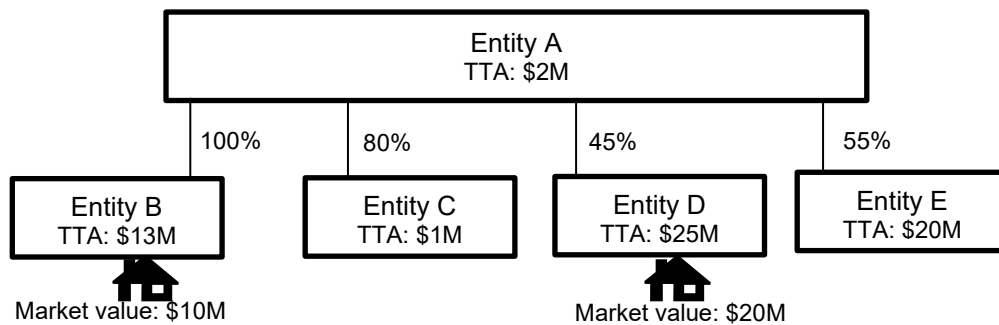 Entity A
TTA: $2M
100%
80%
45%
55%
Entity B
TTA: $13M
Entity C
TTA: $1M
Entity D
TTA: $25M
Entity E
TTA: $20M
Market value: $10M
Market value: $20M